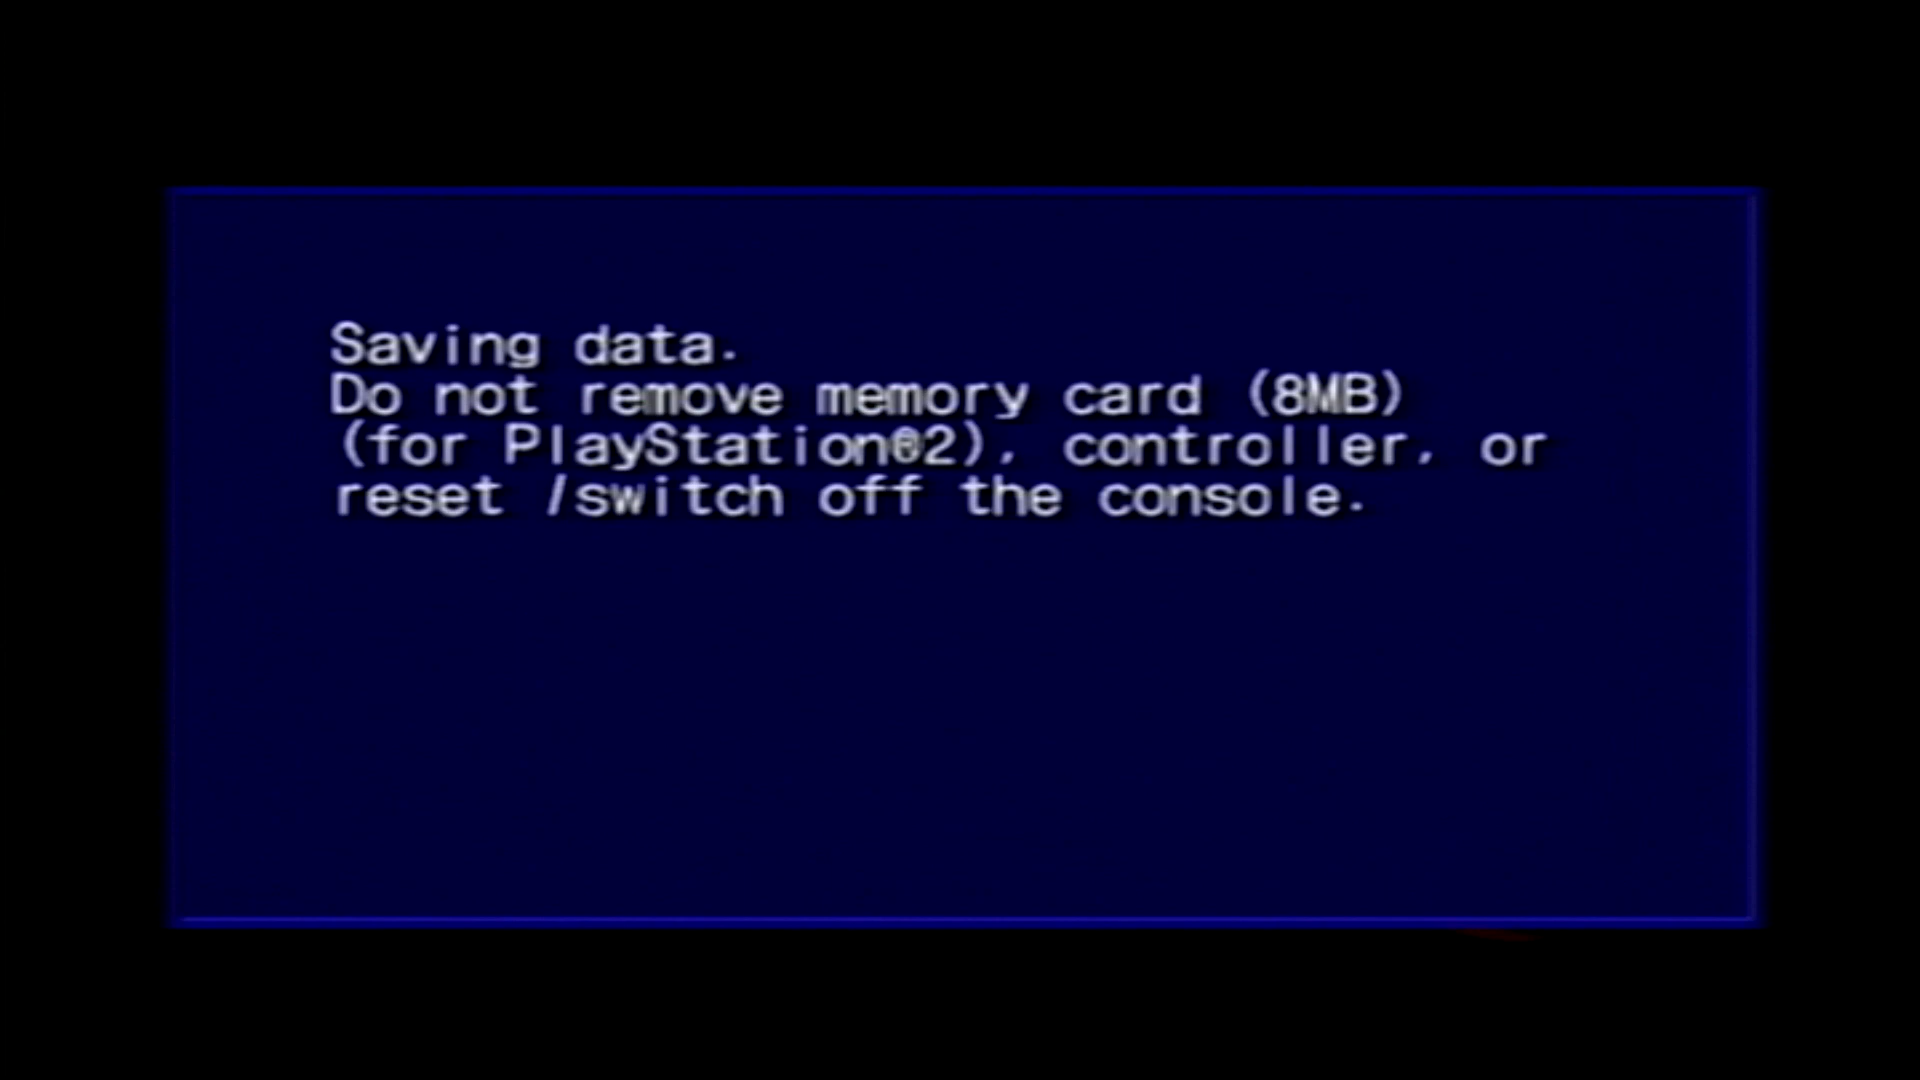 Saving data.
Do not remove memory card (8MB)
(for PlayStation®2), controller, or
reset /switch off the console.